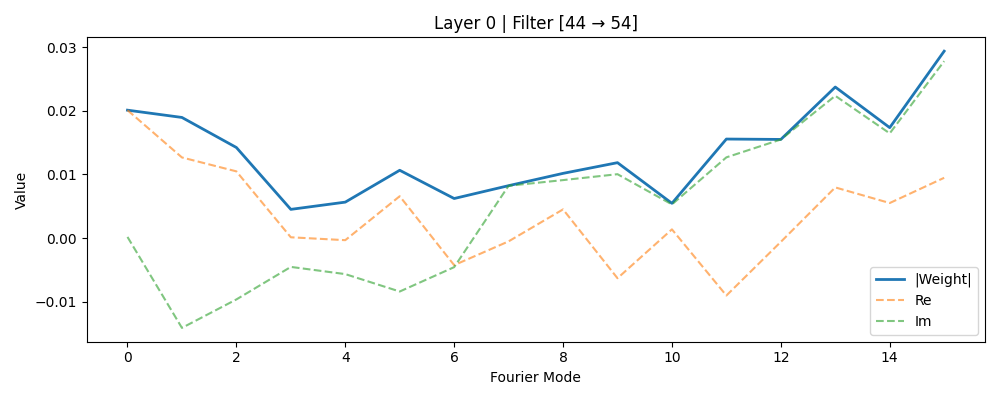 Layer 0 | Filter [44 → 54]
0.03
0.02
0.01
0.00
−0.01
Value
0 2 4 6 8 10 12 14
Fourier Mode
|Weight|
Re
Im